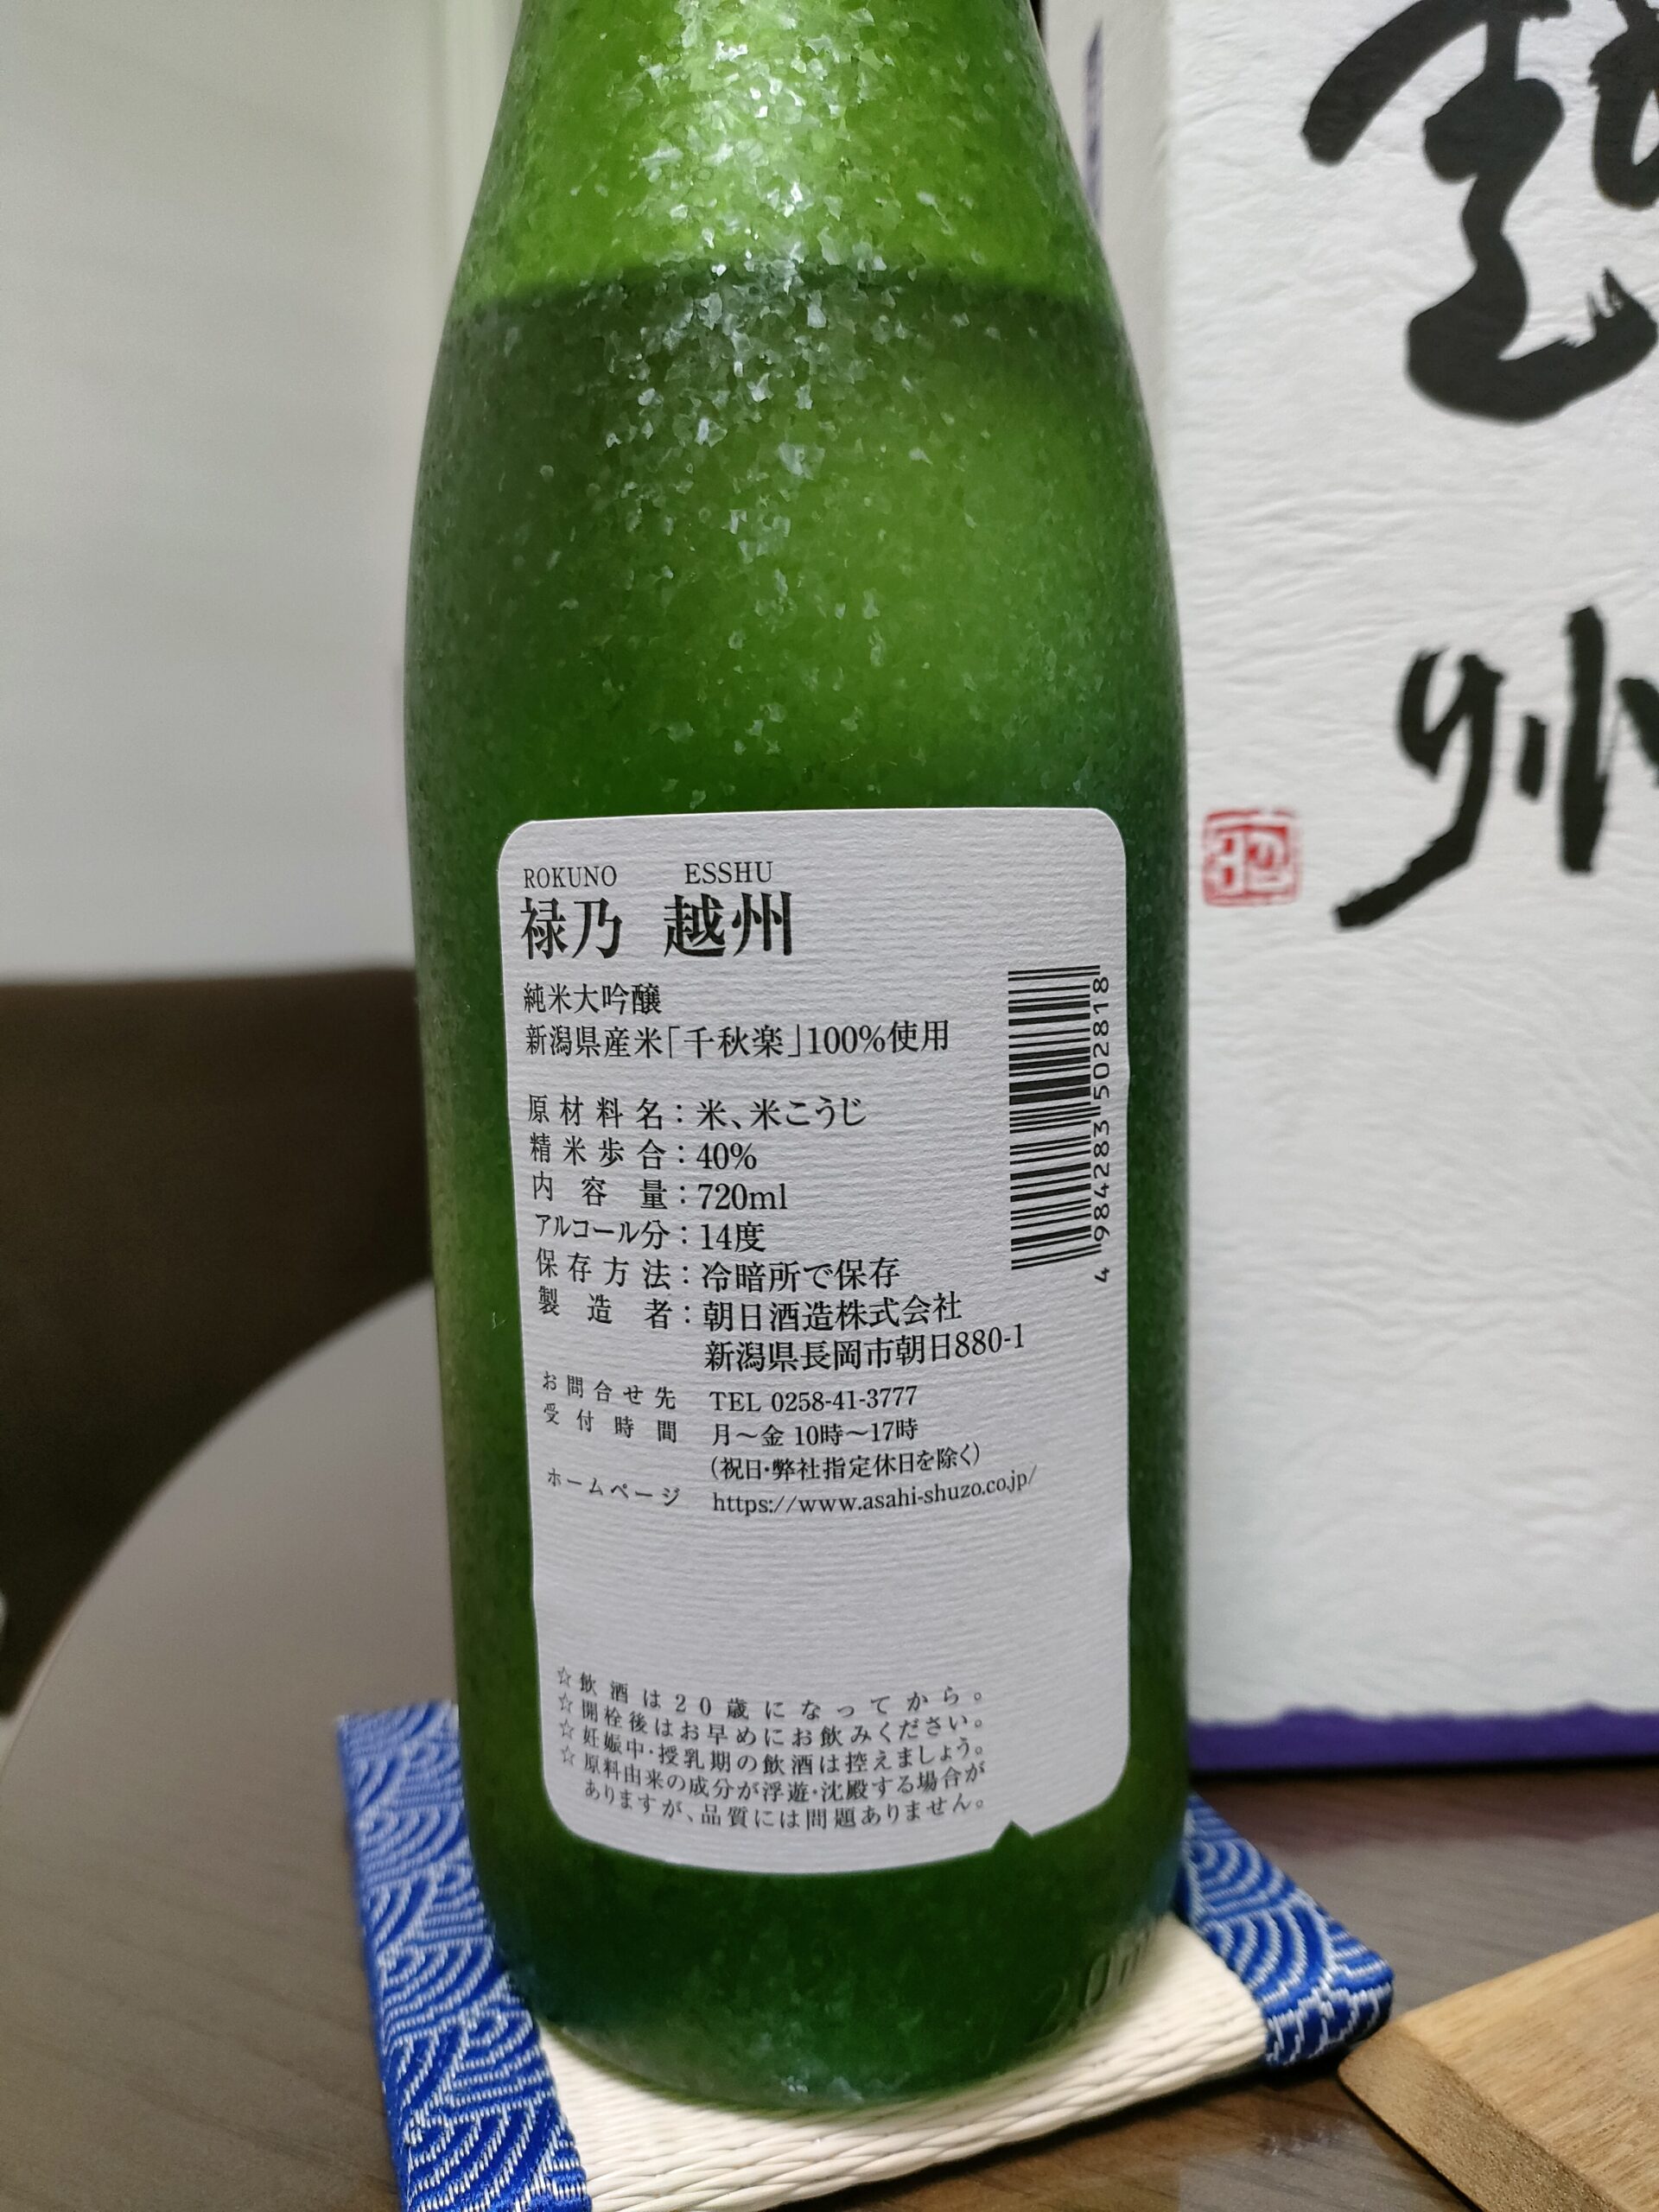 ROKUNO ESSHU
禄乃 越州
純米大吟醸
新潟県産米「千秋楽」100%使用
原材料名：米、米こうじ
精米歩合：40%
内容量：720ml
アルコール分：14度
保存方法：冷暗所で保存
製造者：朝日酒造株式会社
新潟県長岡市朝日880-1
お問合せ先 TEL 0258-41-3777
受付時間 月～金 10時～17時
（祝日・弊社指定休日を除く）
ホームページ https://www.asahi-shuzo.co.jp/
☆飲酒は20歳になってから。
☆開栓後はお早めにお飲みください。
☆妊娠中・授乳期の飲酒は控えましょう。
☆原料由来の成分が浮遊・沈殿する場合が
ありますが、品質には問題ありません。
4 984283 502818
越
州